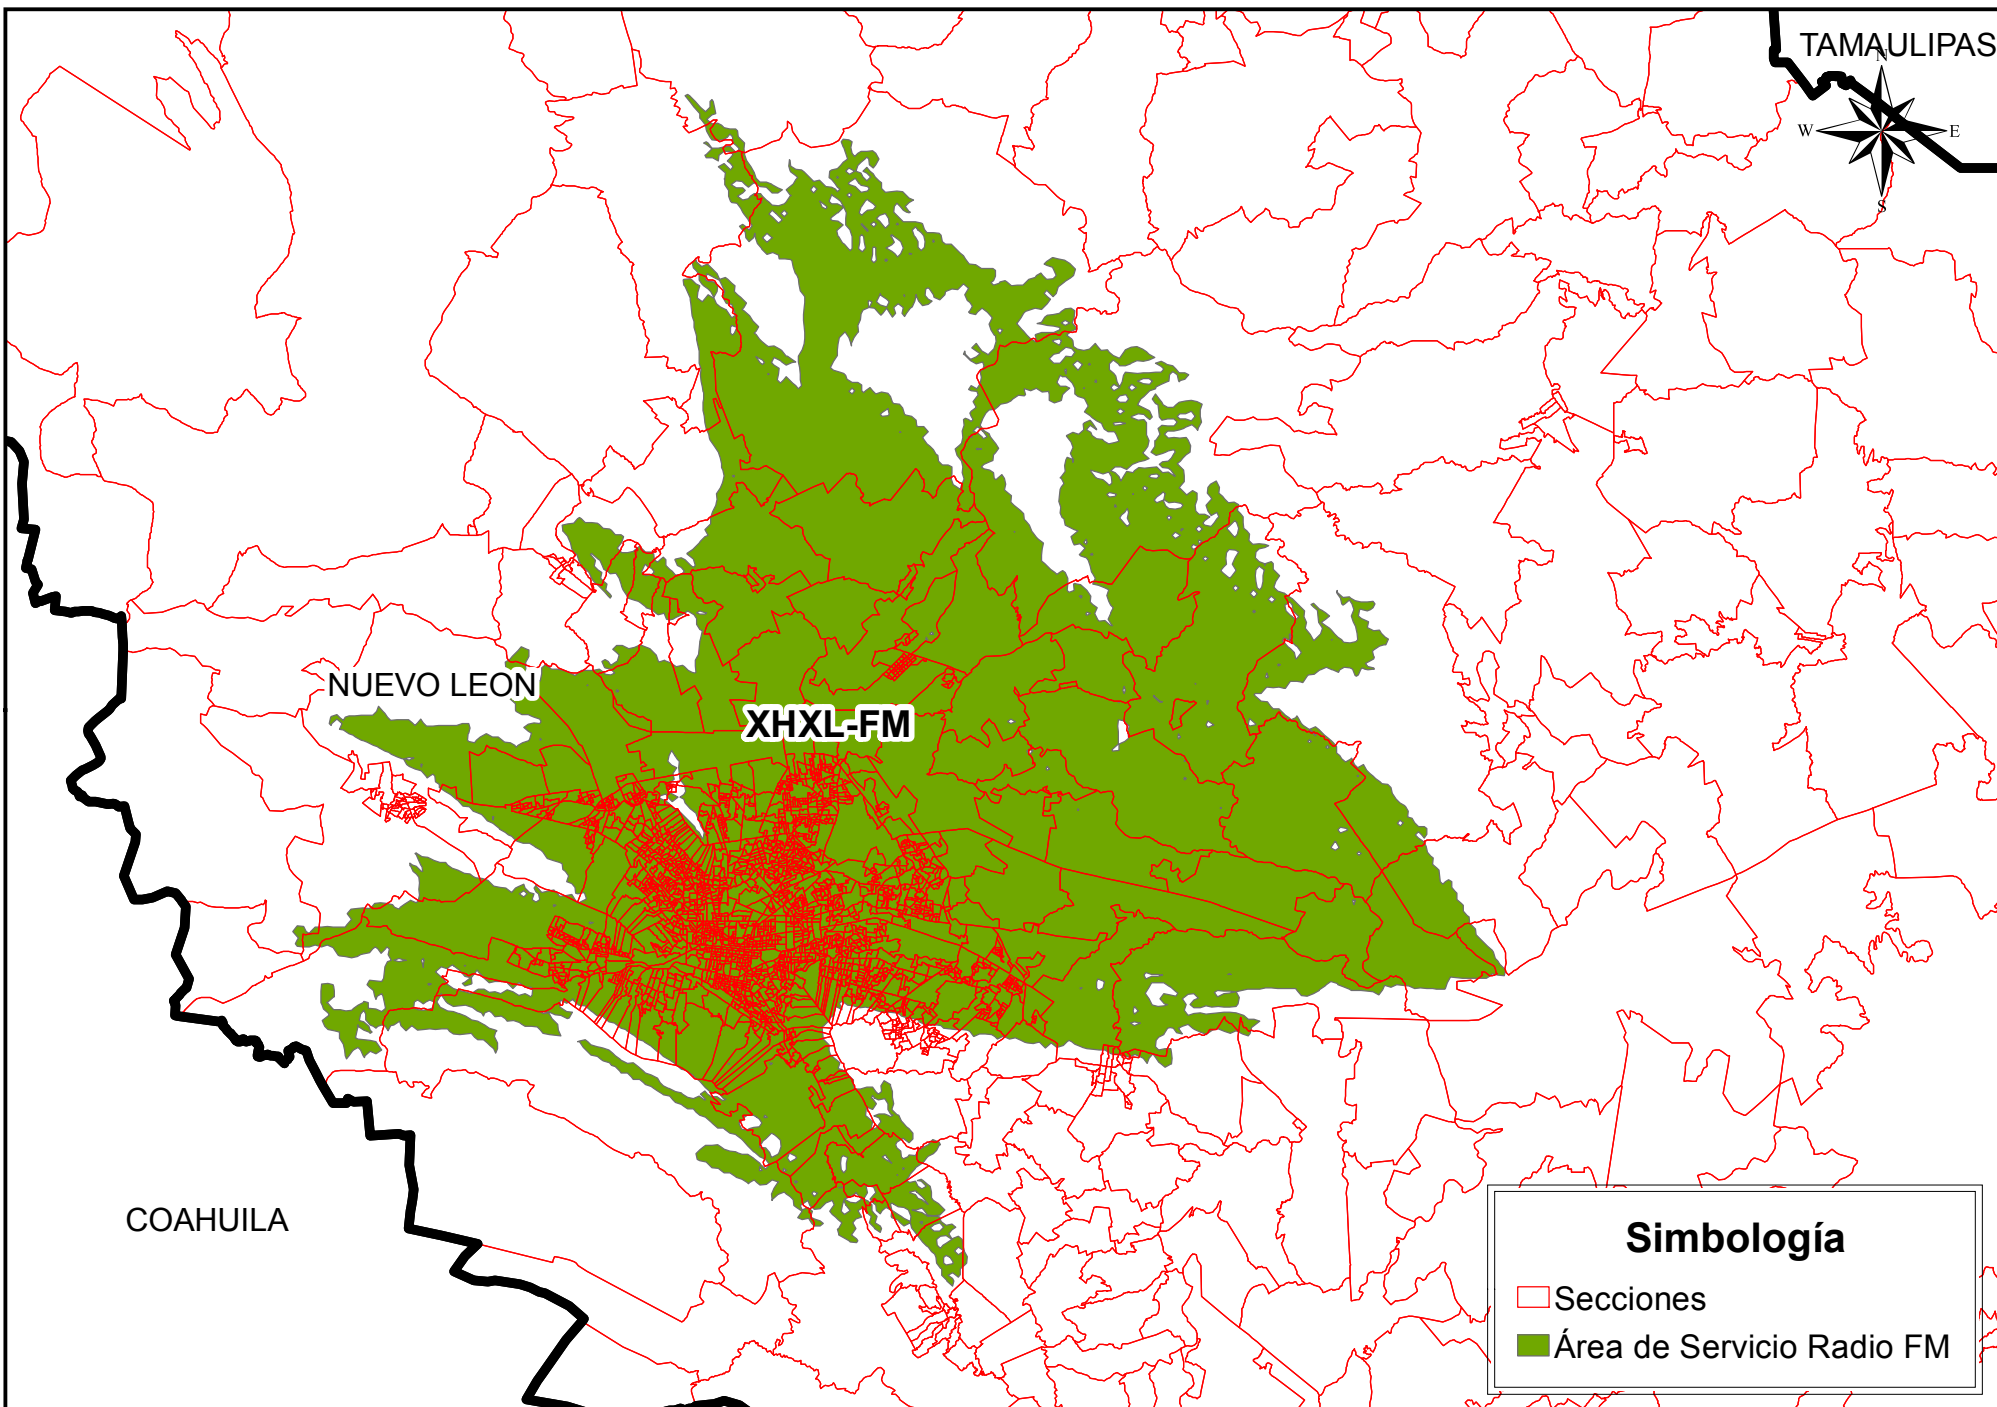 TAMAULIPAS
N
W
E
S
NUEVO LEON
XHXL-FM
COAHUILA
Simbología
Secciones
Área de Servicio Radio FM